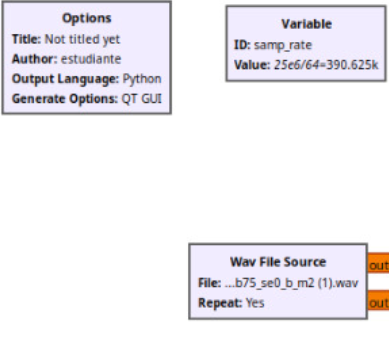 Options
Title: Not titled yet
Author: estudiante
Output Language: Python
Generate Options: QT GUI
Variable
ID: samp_rate
Value: 25e6/64=390.625k
Wav File Source
File: ...b75_se0_b_m2 (1).wav
Repeat: Yes
out
out